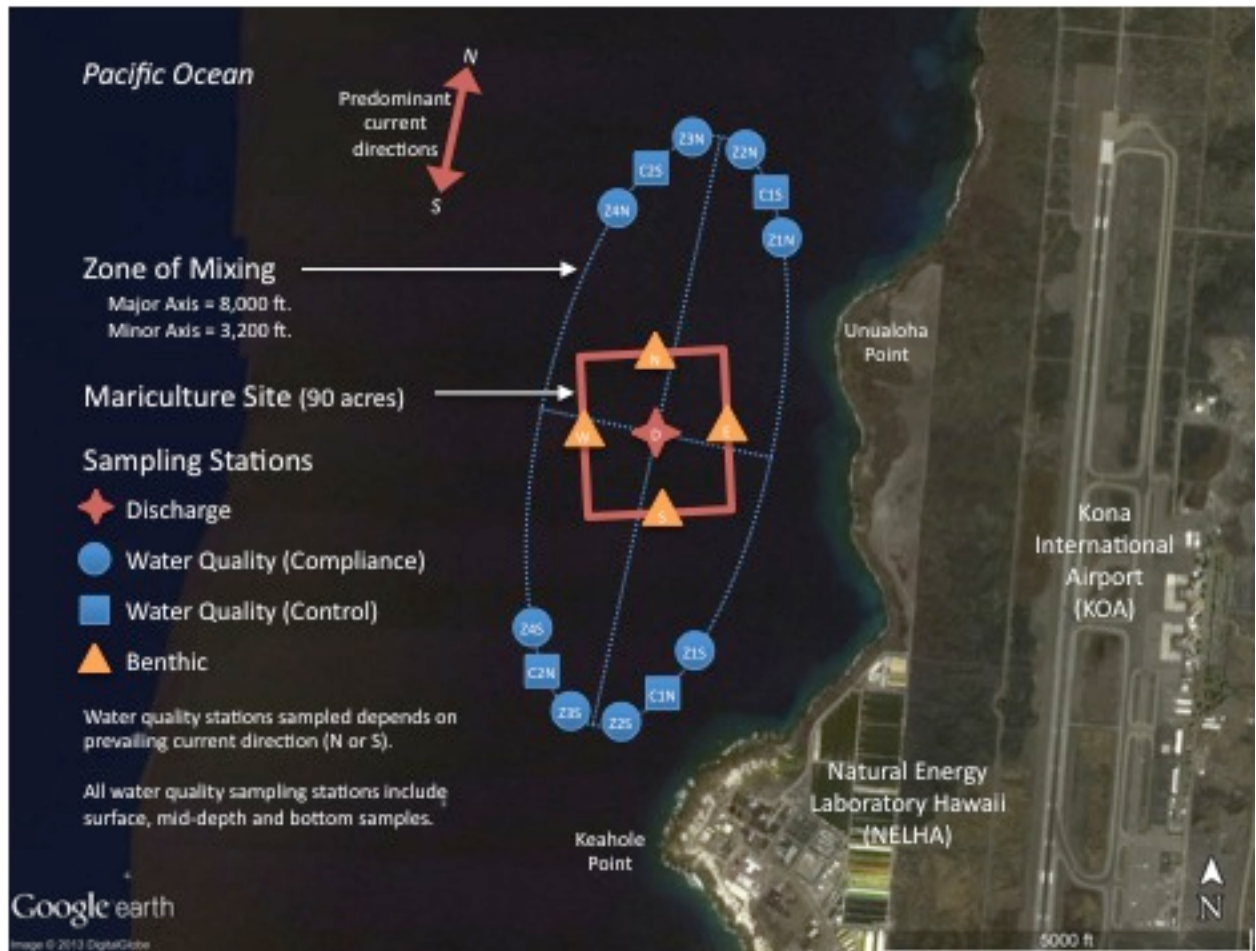 Pacific Ocean
N
Predominant
current
directions
S
Z3N
Z2N
C2S
C1S
Z4N
Z1N
Zone of Mixing
Major Axis = 8,000 ft.
Minor Axis = 3,200 ft.
Unualoha
Point
N
Mariculture Site (90 acres)
W
D
E
S
Sampling Stations
Discharge
Water Quality (Compliance)
Water Quality (Control)
Benthic
Kona
International
Airport
(KOA)
Z4S
Z1S
C2N
C1N
Z3S
Z2S
Water quality stations sampled depends on
prevailing current direction (N or S).
All water quality sampling stations include
surface, mid-depth and bottom samples.
Natural Energy
Laboratory Hawaii
(NELHA)
Keahole
Point
N
Google earth
Image © 2013 DigitalGlobe
5000 ft